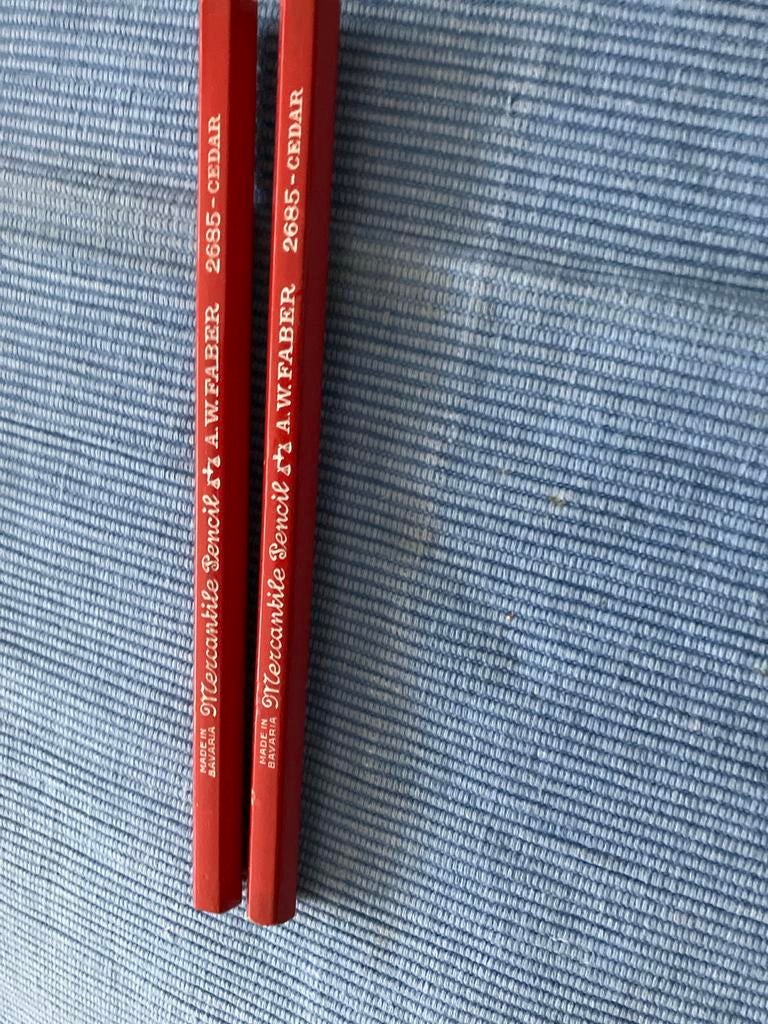 MADE IN
BAVARIA
Mercantile Pencil A.W. FABER 2685 - CEDAR
MADE IN
BAVARIA
Mercantile Pencil A.W. FABER 2685 - CEDAR